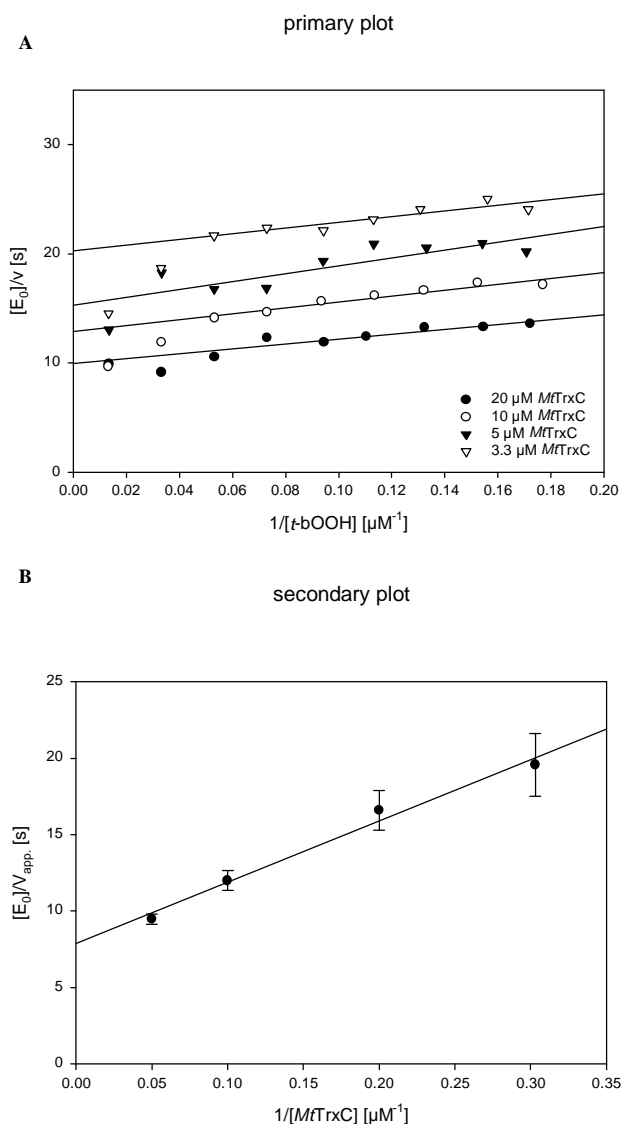 primary plot
A
30
20
10
0
[E₀]/v [s]
20 µM MtTrxC
10 µM MtTrxC
5 µM MtTrxC
3.3 µM MtTrxC
0.00 0.02 0.04 0.06 0.08 0.10 0.12 0.14 0.16 0.18 0.20
1/[t-bOOH] [µM⁻¹]
B
secondary plot
25
20
15
10
5
0
[E₀]/Vapp. [s]
0.00 0.05 0.10 0.15 0.20 0.25 0.30 0.35
1/[MtTrxC] [µM⁻¹]